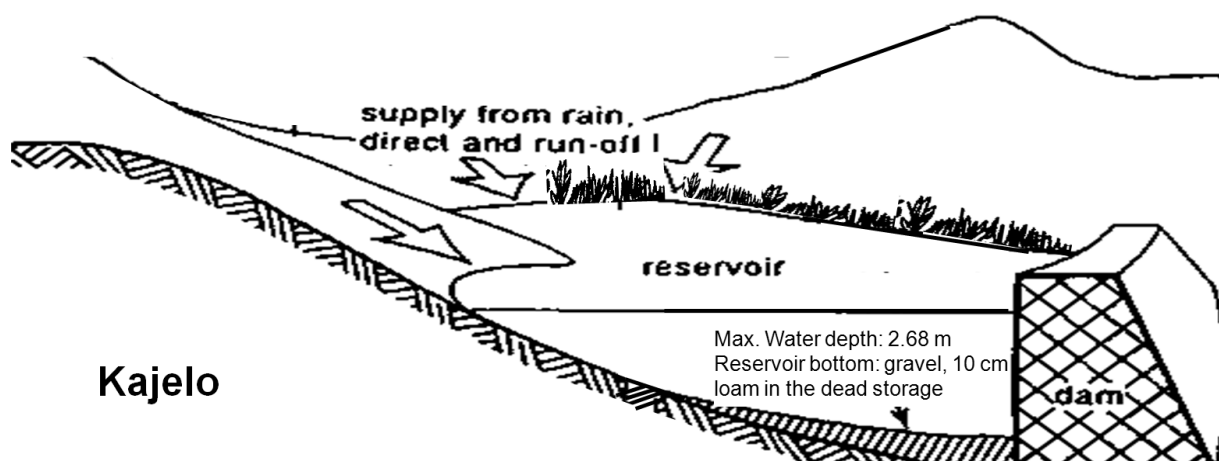 supply from rain,
direct and run-off
reservoir
Max. Water depth: 2.68 m
Reservoir bottom: gravel, 10 cm
loam in the dead storage
dam
Kajelo